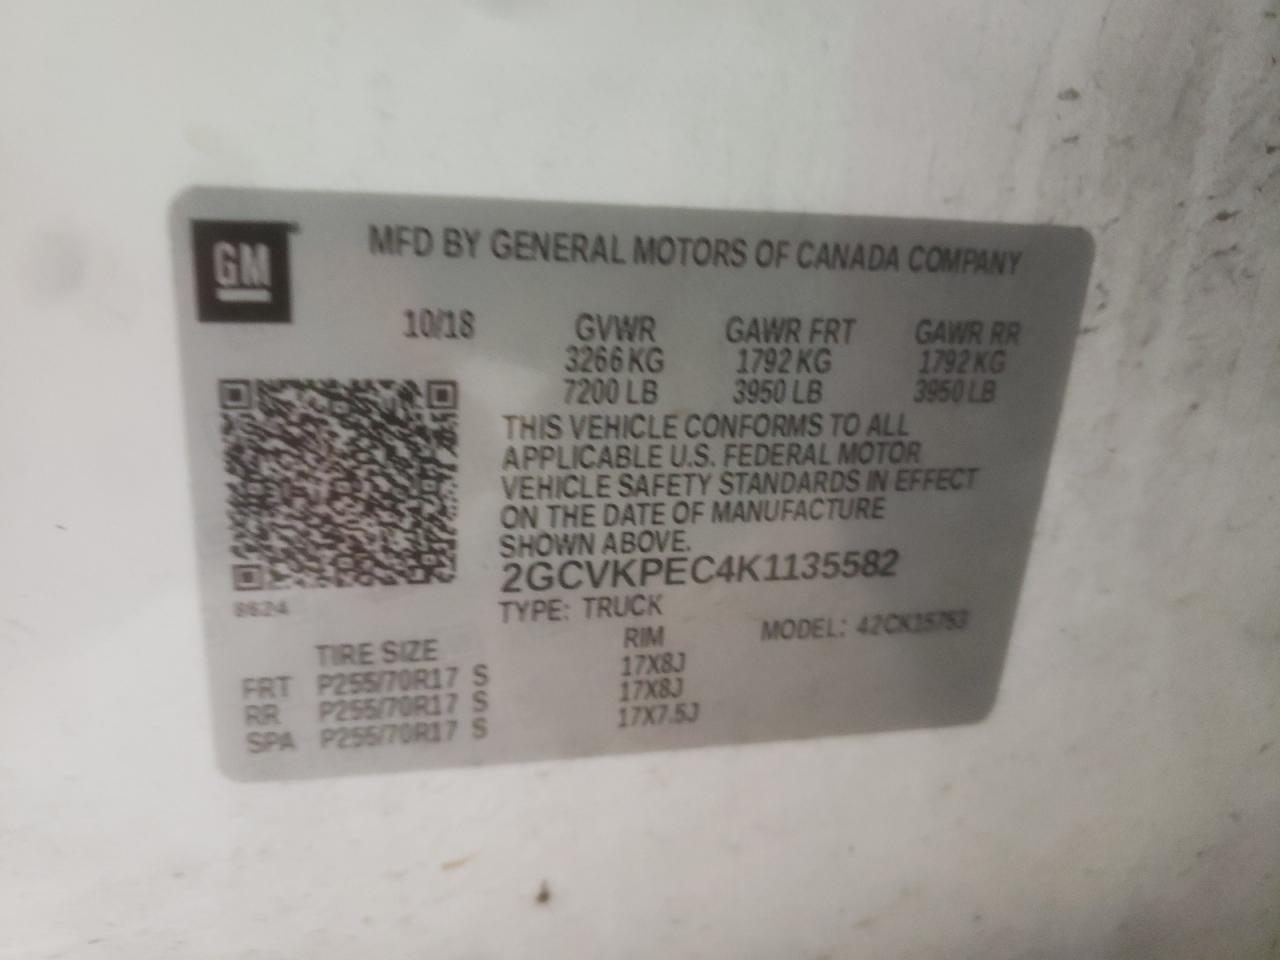 GM
MFD BY GENERAL MOTORS OF CANADA COMPANY
10/18 GVWR GAWR FRT GAWR RR
3266 KG 1792 KG 1792 KG
7200 LB 3950 LB 3950 LB
THIS VEHICLE CONFORMS TO ALL
APPLICABLE U.S. FEDERAL MOTOR
VEHICLE SAFETY STANDARDS IN EFFECT
ON THE DATE OF MANUFACTURE
SHOWN ABOVE.
2GCVKPEC4K1135582
8624
TYPE: TRUCK
MODEL: 42CK15753
TIRE SIZE RIM
FRT P255/70R17 S 17X8J
RR P255/70R17 S 17X8J
SPA P255/70R17 S 17X7.5J